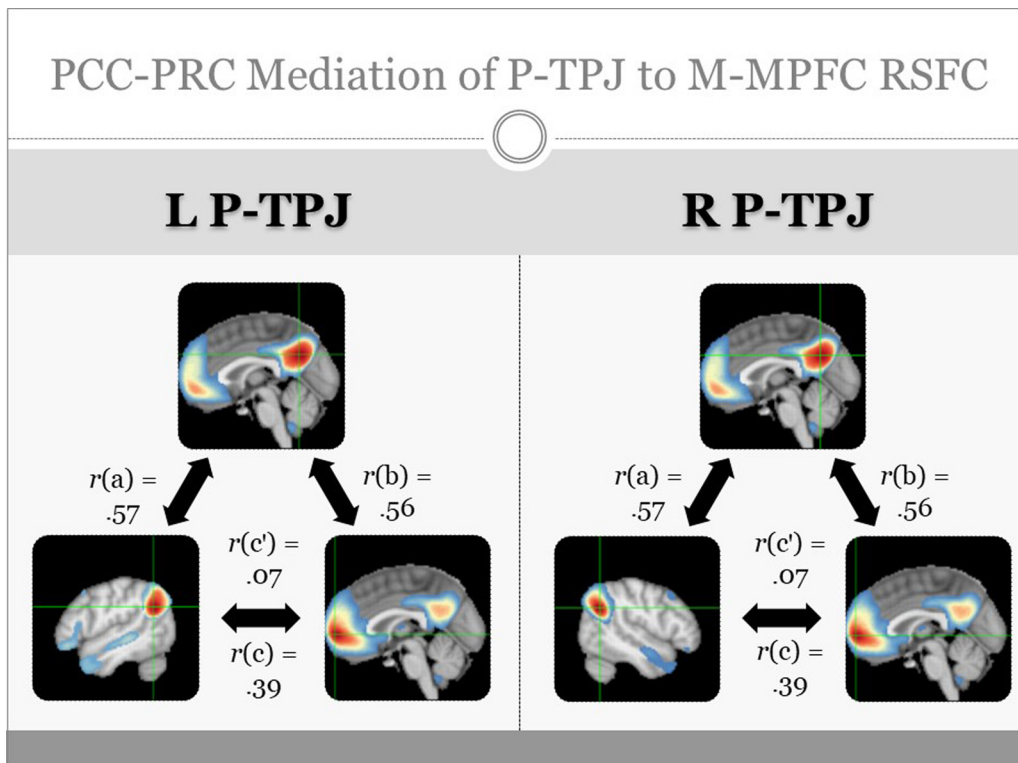 PCC-PRC Mediation of P-TPJ to M-MPFC RSFC
L P-TPJ
r(a) =
.57
r(b) =
.56
r(c') =
.07
r(c) =
.39
R P-TPJ
r(a) =
.57
r(b) =
.56
r(c') =
.07
r(c) =
.39